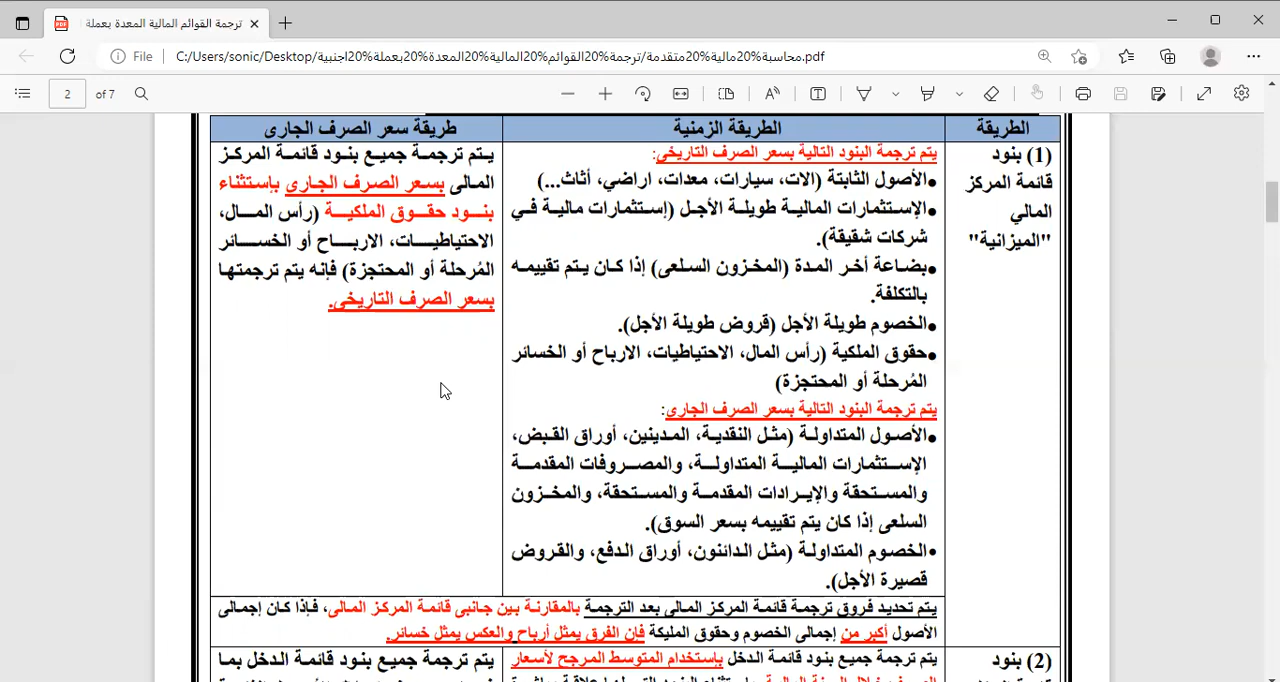 ترجمة القوائم المالية المعدة بعملة
File
C:/Users/sonic/Desktop/محاسبة%20مالية%20متقدمة/ترجمة%20القوائم%20المالية%20المعدة%20بعملة%20اجنبية.pdf
2 of 7
الطريقة
الطريقة الزمنية
طريقة سعر الصرف الجارى
(1) بنود
قائمة المركز
المالي
"الميزانية"
يتم ترجمة البنود التالية بسعر الصرف التاريخي:
•الأصول الثابتة (الات، سيارات، معدات، اراضي، أثاث...)
•الإستثمارات المالية طويلة الأجل (إستثمارات مالية في
شركات شقيقة).
•بضاعة أخر المدة (المخزون السلعى) إذا كان يتم تقييمه
بالتكلفة.
•الخصوم طويلة الأجل (قروض طويلة الأجل).
•حقوق الملكية (رأس المال، الاحتياطيات، الارباح أو الخسائر
المُرحلة أو المحتجزة)
يتم ترجمة البنود التالية بسعر الصرف الجارى:
•الأصول المتداولة (مثل النقدية، المدينين، أوراق القبض،
الإستثمارات المالية المتداولة، والمصروفات المقدمة
والمستحقة والإيرادات المقدمة والمستحقة، والمخزون
السلعى إذا كان يتم تقييمه بسعر السوق).
•الخصوم المتداولة (مثل الدائنون، أوراق الدفع، والقروض
قصيرة الأجل).
يتم ترجمة جميع بنود قائمة المركز
المالى بسعر الصرف الجارى بإستثناء
بنود حقوق الملكية (رأس المال،
الاحتياطيات، الارباح أو الخسائر
المُرحلة أو المحتجزة) فإنه يتم ترجمتها
بسعر الصرف التاريخى.
يتم تحديد فروق ترجمة قائمة المركز المالى بعد الترجمة بالمقارنة بين جانبى قائمة المركز المالى، فإذا كان إجمالى
الأصول أكبر من إجمالى الخصوم وحقوق المليكة فإن الفرق يمثل أرباح والعكس يمثل خسائر.
(2) بنود
يتم ترجمة جميع بنود قائمة الدخل بإستخدام المتوسط المرجح لأسعار
يتم ترجمة جميع بنود قائمة الدخل بما